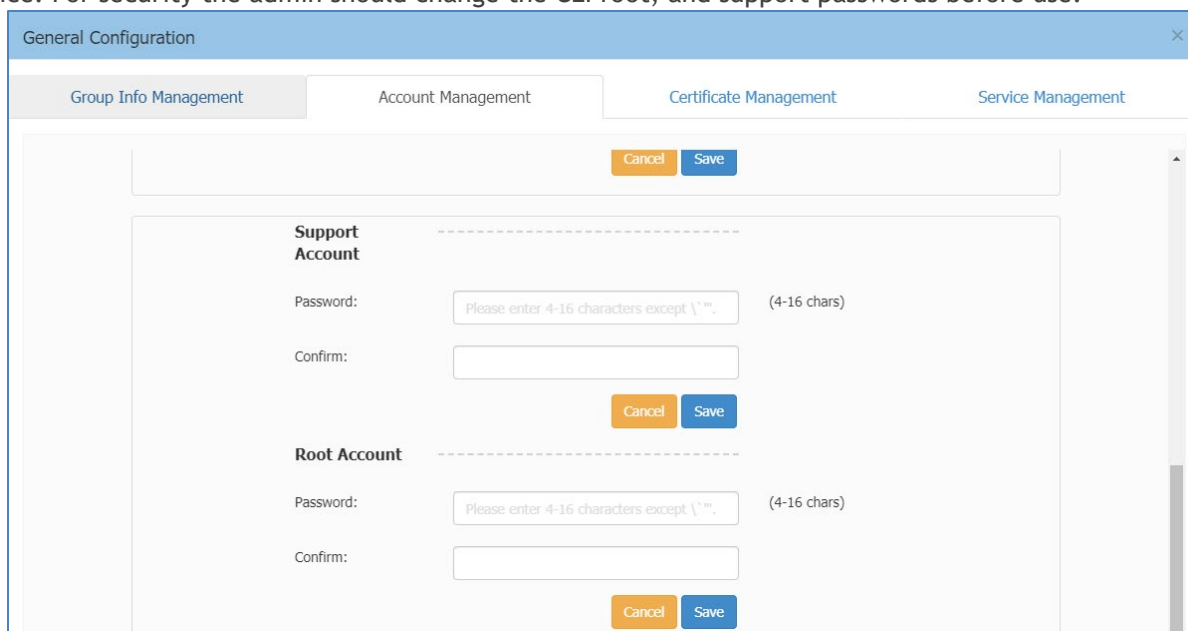 For security the admin should change the CLI root, and support passwords before use.
General Configuration ×
Group Info Management Account Management Certificate Management Service Management
Cancel Save
Support
Account
Password: Please enter 4-16 characters except \`"'. (4-16 chars)
Confirm:
Cancel Save
Root Account
Password: Please enter 4-16 characters except \`"'. (4-16 chars)
Confirm:
Cancel Save